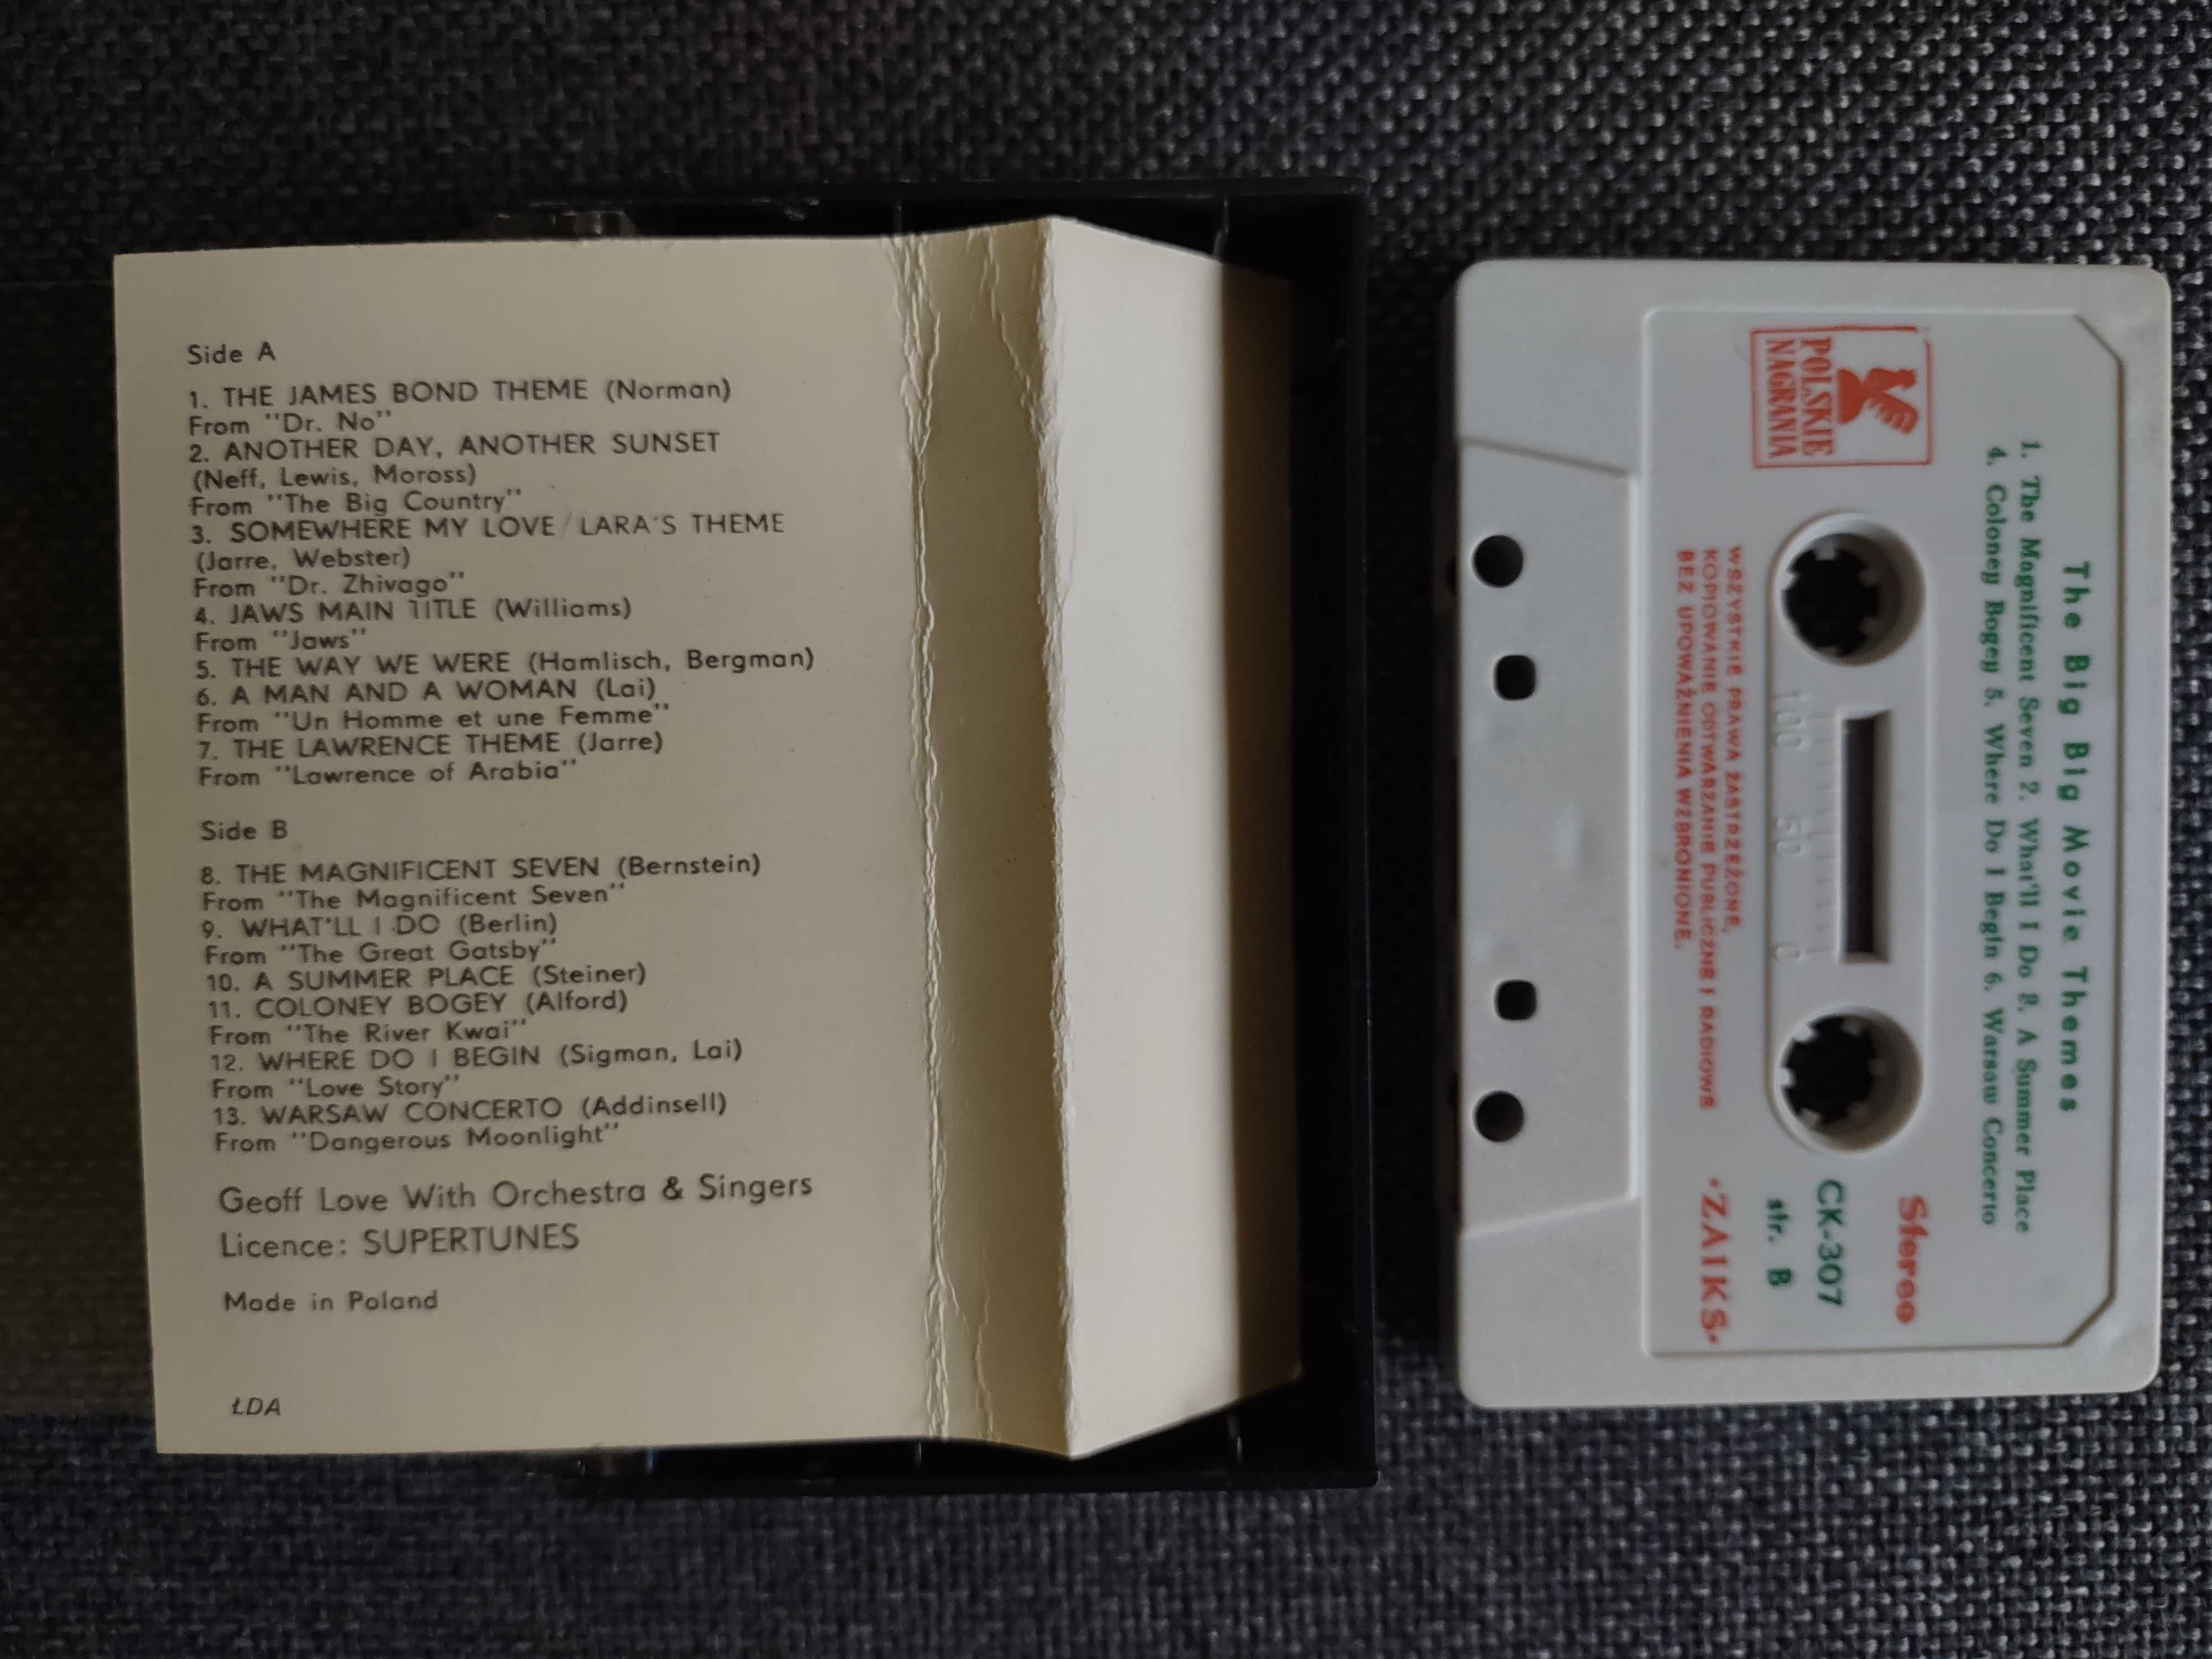 Side A
1. THE JAMES BOND THEME (Norman)
From "Dr. No"
2. ANOTHER DAY, ANOTHER SUNSET
(Neff, Lewis, Moross)
From "The Big Country"
3. SOMEWHERE MY LOVE/LARA'S THEME
(Jarre, Webster)
From "Dr. Zhivago"
4. JAWS MAIN TITLE (Williams)
From "Jaws"
5. THE WAY WE WERE (Hamlisch, Bergman)
6. A MAN AND A WOMAN (Lai)
From "Un Homme et une Femme"
7. THE LAWRENCE THEME (Jarre)
From "Lawrence of Arabia"
Side B
8. THE MAGNIFICENT SEVEN (Bernstein)
From "The Magnificent Seven"
9. WHAT'LL I DO (Berlin)
From "The Great Gatsby"
10. A SUMMER PLACE (Steiner)
11. COLONEY BOGEY (Alford)
From "The River Kwai"
12. WHERE DO I BEGIN (Sigman, Lai)
From "Love Story"
13. WARSAW CONCERTO (Addinsell)
From "Dangerous Moonlight"
Geoff Love With Orchestra & Singers
Licence: SUPERTUNES
Made in Poland
ŁDA
The Big Big Movie Themes
1. The Magnificent Seven 2. What'll I Do 3. A Summer Place
4. Coloney Bogey 5. Where Do I Begin 6. Warsaw Concerto
POLSKIE
NAGRANIA
Stereo
CK-307
str. B
100 50 0
WSZYSTKIE PRAWA ZASTRZEŻONE,
KOPIOWANIE ODTWARZANIE PUBLICZNE I RADIOWE
BEZ UPOWAŻNIENIA WZBRONIONE.
·ZAIKS·